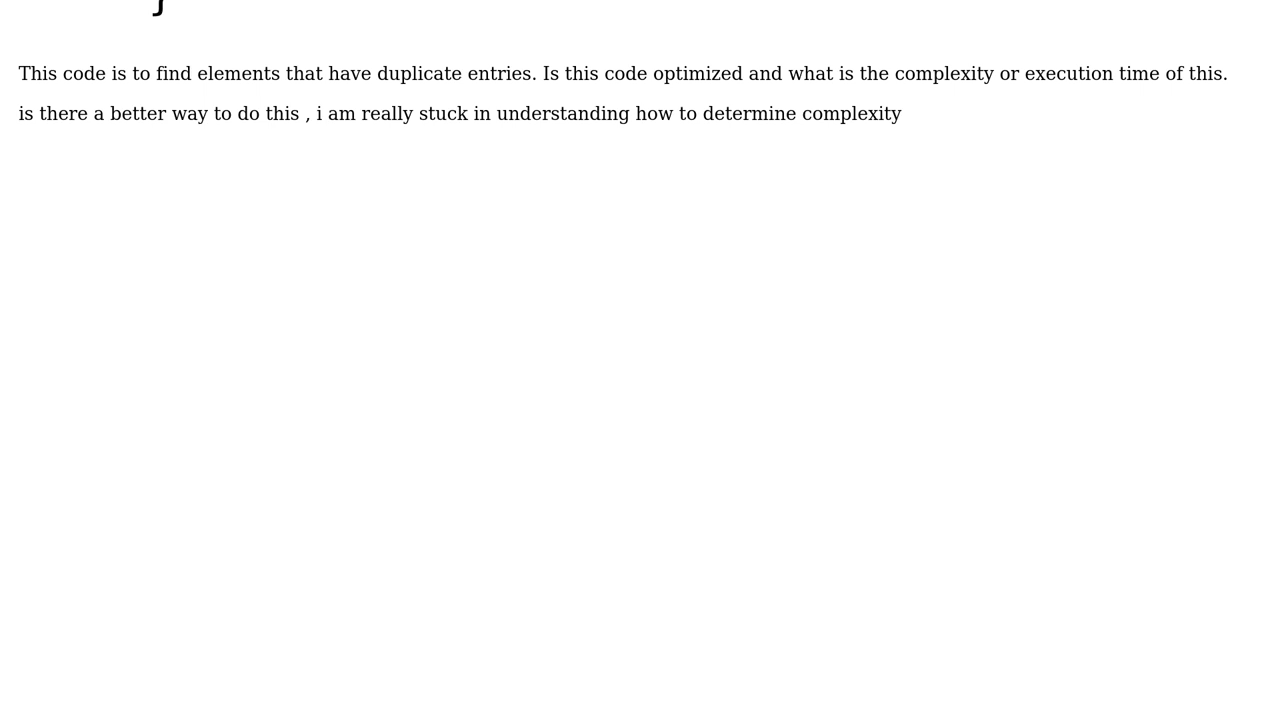 }
This code is to find elements that have duplicate entries. Is this code optimized and what is the complexity or execution time of this.
is there a better way to do this , i am really stuck in understanding how to determine complexity